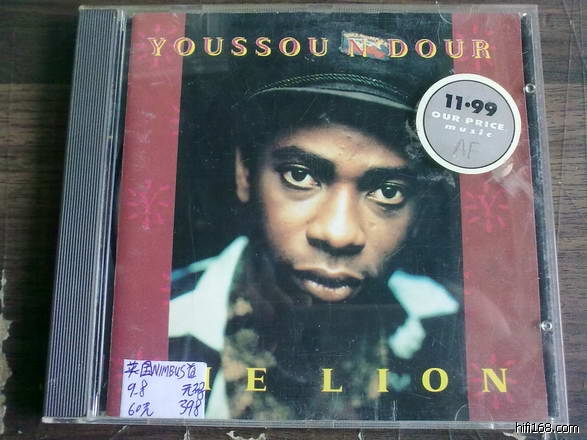 YOUSSOU N DOUR
11·99
OUR PRICE
music
AF
英国NIMBUS
9.8
60元 398
HE LION
hifi168.com